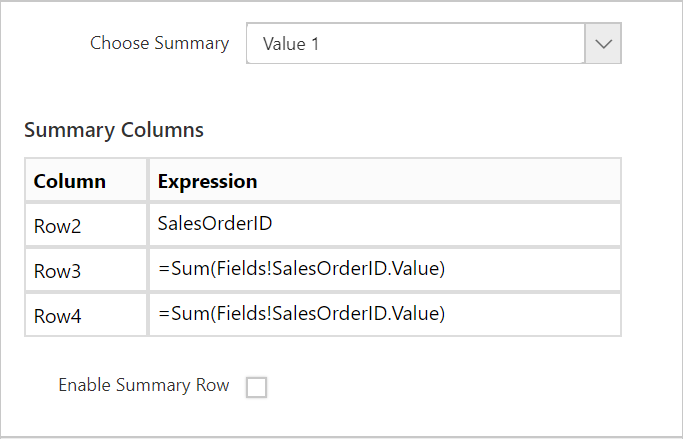 Choose Summary Value 1
Summary Columns
Column Expression
Row2 SalesOrderID
Row3 =Sum(Fields!SalesOrderID.Value)
Row4 =Sum(Fields!SalesOrderID.Value)
Enable Summary Row